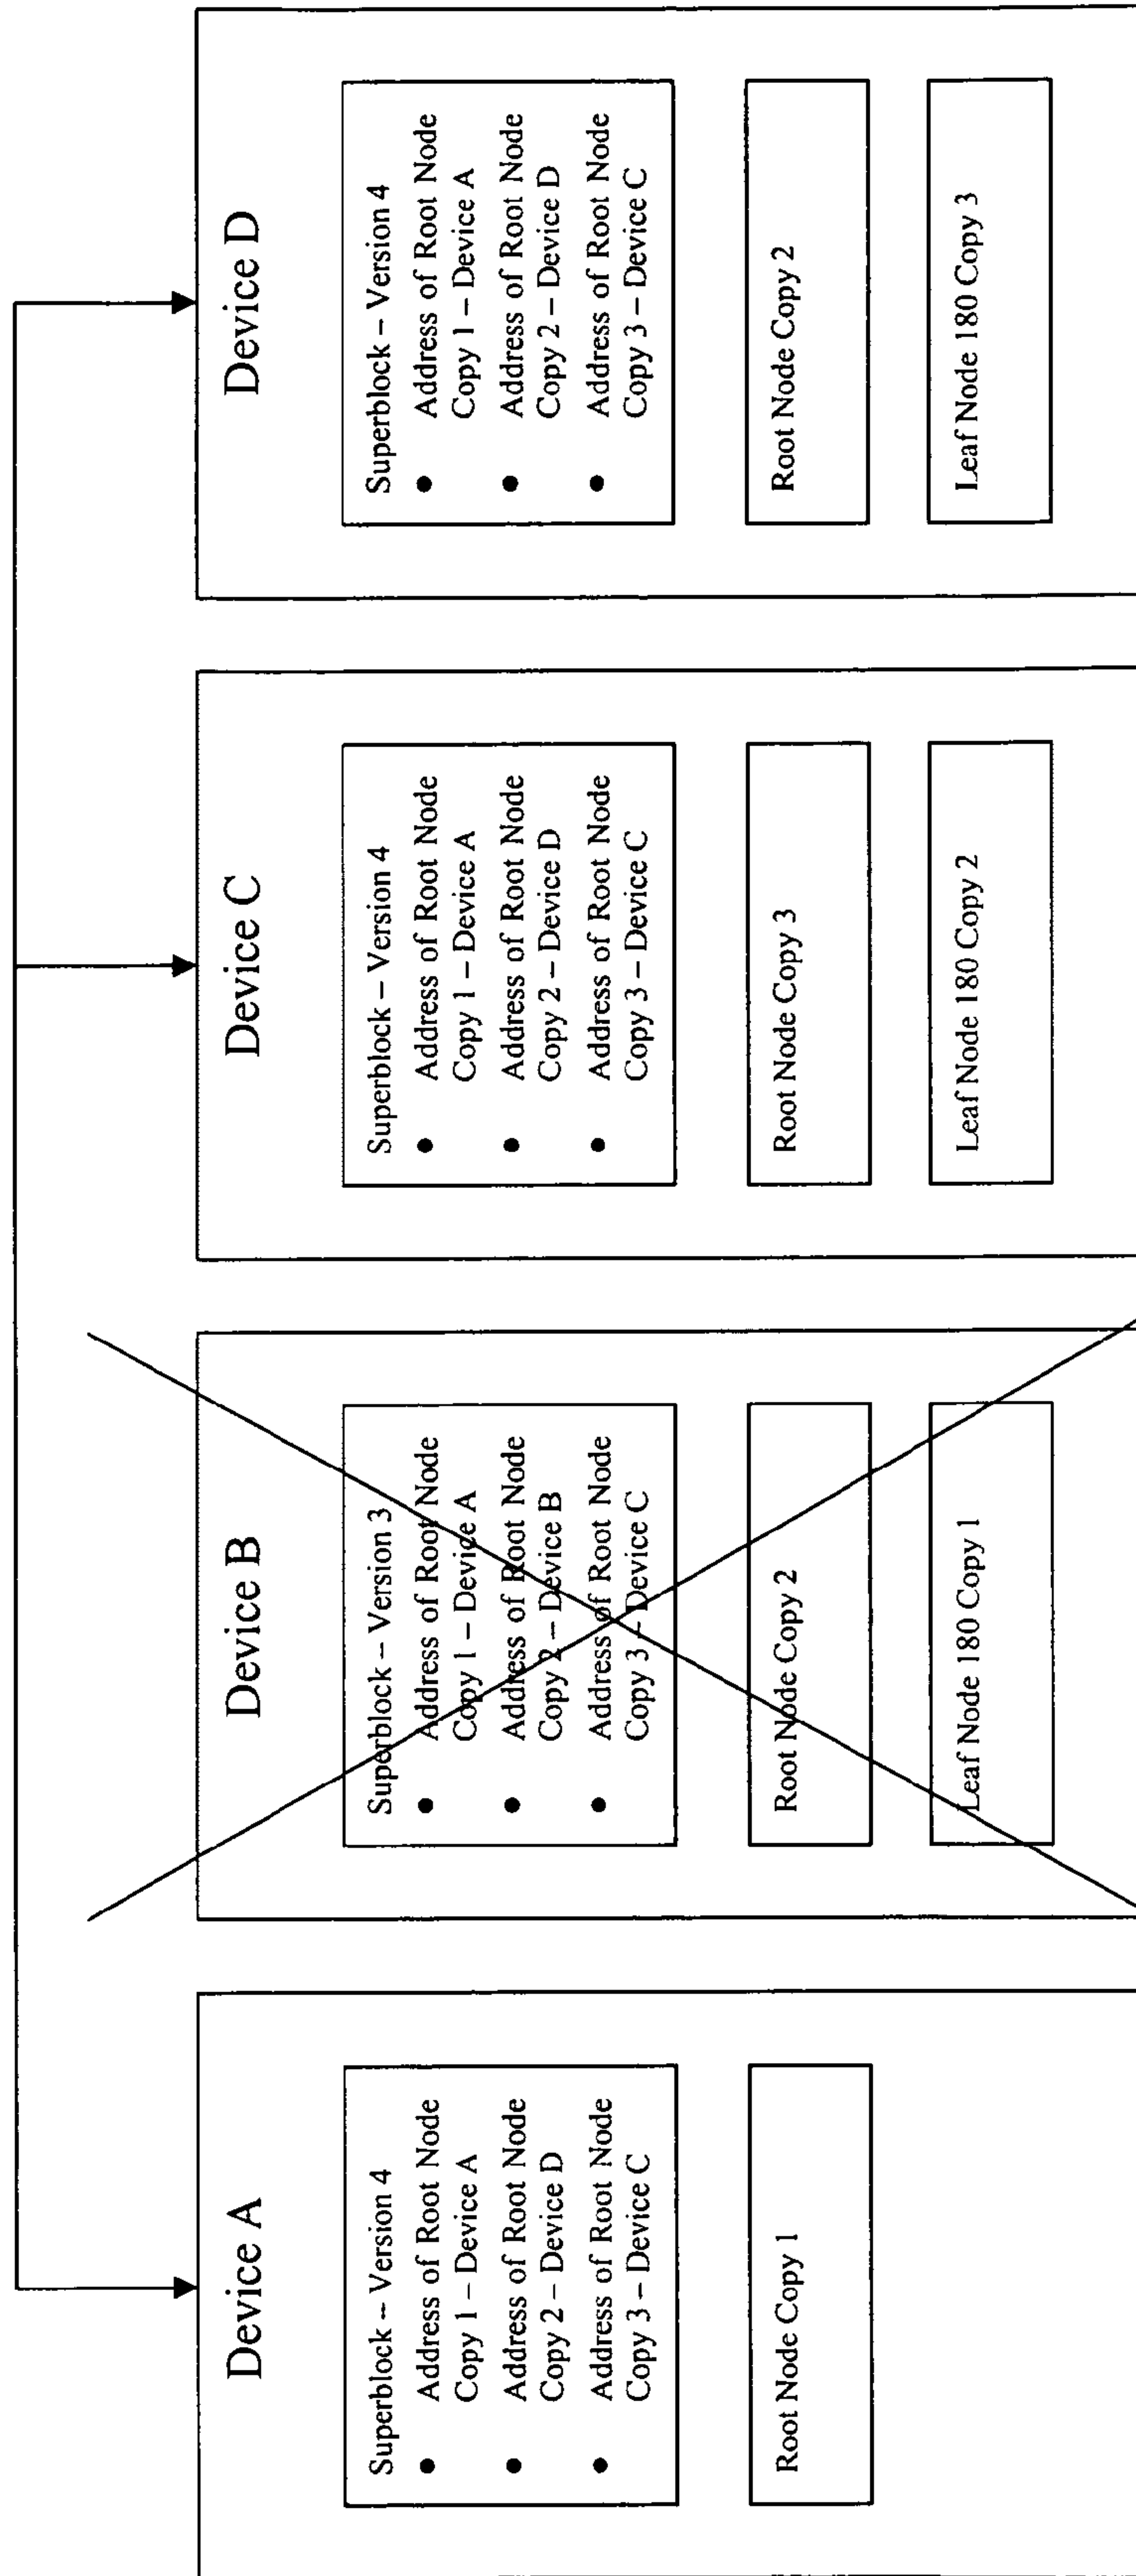 Device A
Superblock – Version 4
• Address of Root Node
Copy 1 – Device A
• Address of Root Node
Copy 2 – Device D
• Address of Root Node
Copy 3 – Device C
Root Node Copy 1
Device B
Superblock – Version 3
• Address of Root Node
Copy 1 – Device A
• Address of Root Node
Copy 2 – Device B
• Address of Root Node
Copy 3 – Device C
Root Node Copy 2
Leaf Node 180 Copy 1
Device C
Superblock – Version 4
• Address of Root Node
Copy 1 – Device A
• Address of Root Node
Copy 2 – Device D
• Address of Root Node
Copy 3 – Device C
Root Node Copy 3
Leaf Node 180 Copy 2
Device D
Superblock – Version 4
• Address of Root Node
Copy 1 – Device A
• Address of Root Node
Copy 2 – Device D
• Address of Root Node
Copy 3 – Device C
Root Node Copy 2
Leaf Node 180 Copy 3